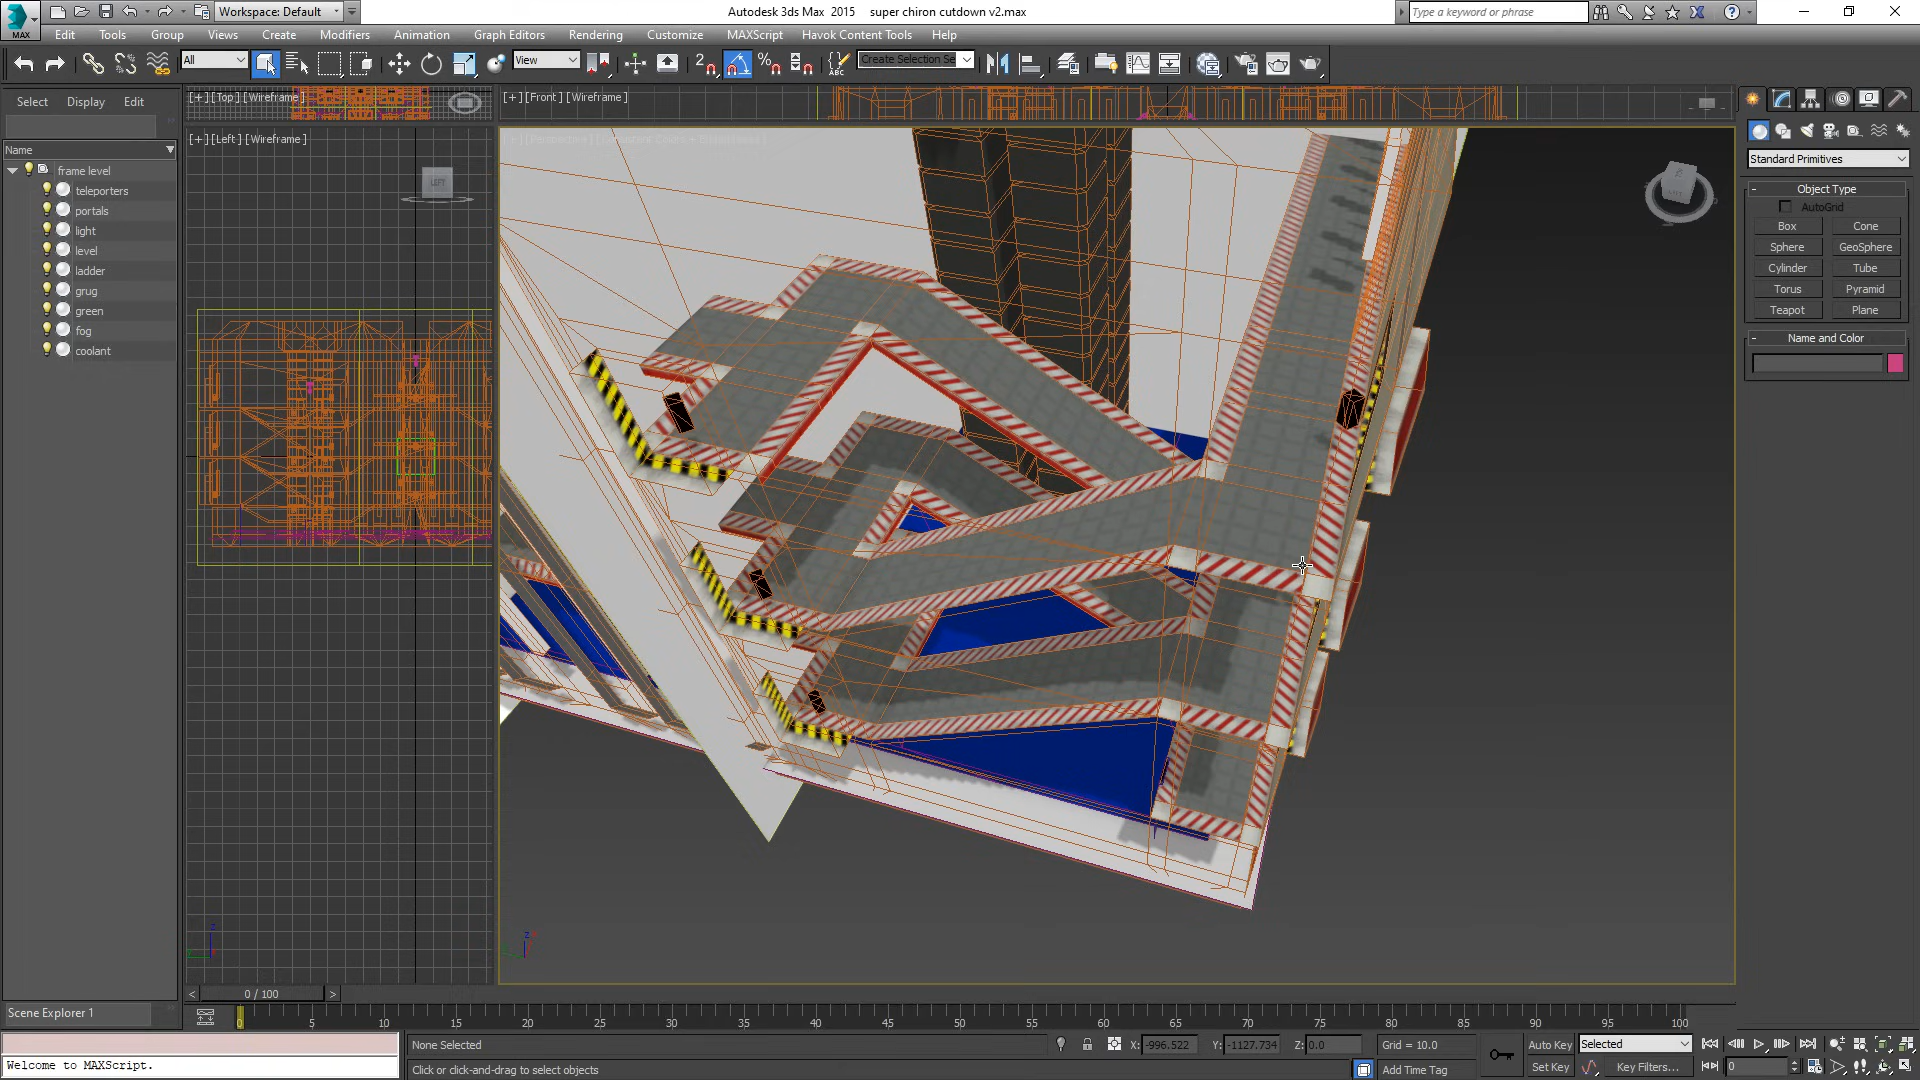 Workspace: Default
Autodesk 3ds Max 2015 super chiron cutdown v2.max
Type a keyword or phrase
MAX
Edit Tools Group Views Create Modifiers Animation Graph Editors Rendering Customize MAXScript Havok Content Tools Help
All
View
Create Selection Se
Select Display Edit
[+] [Top] [Wireframe]
[+] [Front] [Wireframe]
[+] [Left] [Wireframe]
LEFT
Name
frame level
teleporters
portals
light
level
ladder
grug
green
fog
coolant
Standard Primitives
- Object Type
AutoGrid
Box Cone
Sphere GeoSphere
Cylinder Tube
Torus Pyramid
Teapot Plane
- Name and Color
< 0 / 100 >
Scene Explorer 1
0 5 10 15 20 25 30 35 40 45 50 55 60 65 70 75 80 85 90 95 100
None Selected
X: -996.522 Y: -1127.734 Z: 0.0 Grid = 10.0
Auto Key Selected
Welcome to MAXScript.
Click or click-and-drag to select objects
Add Time Tag
Set Key Key Filters... 0